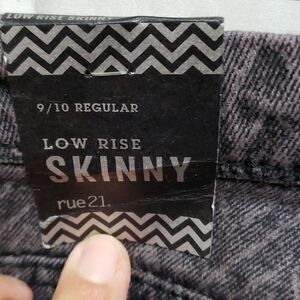 LOW RISE SKINNY
9/10 REGULAR
LOW RISE
SKINNY
rue21.